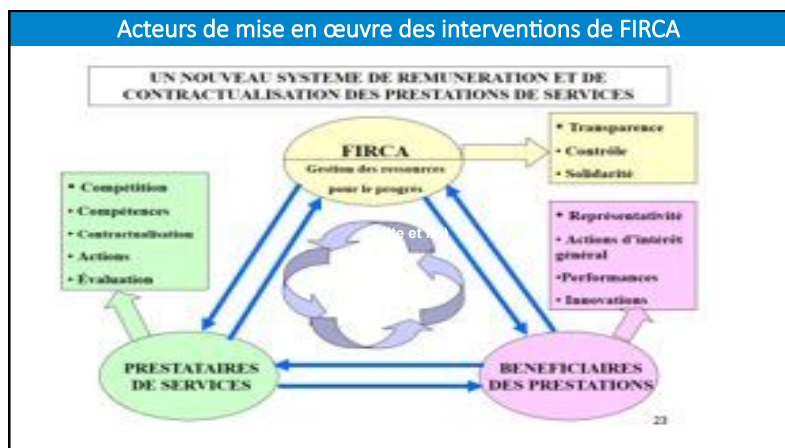 Acteurs de mise en œuvre des interventions de FIRCA
UN NOUVEAU SYSTEME DE REMUNERATION ET DE
CONTRACTUALISATION DES PRESTATIONS DE SERVICES
FIRCA
Gestion des ressources
pour le progrès
• Transparence
• Contrôle
• Solidarité
• Compétition
• Compétences
• Contractualisation
• Actions
• Évaluation
• Représentativité
• Actions d'intérêt
général
•Performances
• Innovations
et
PRESTATAIRES
DE SERVICES
BENEFICIAIRES
DES PRESTATIONS
23